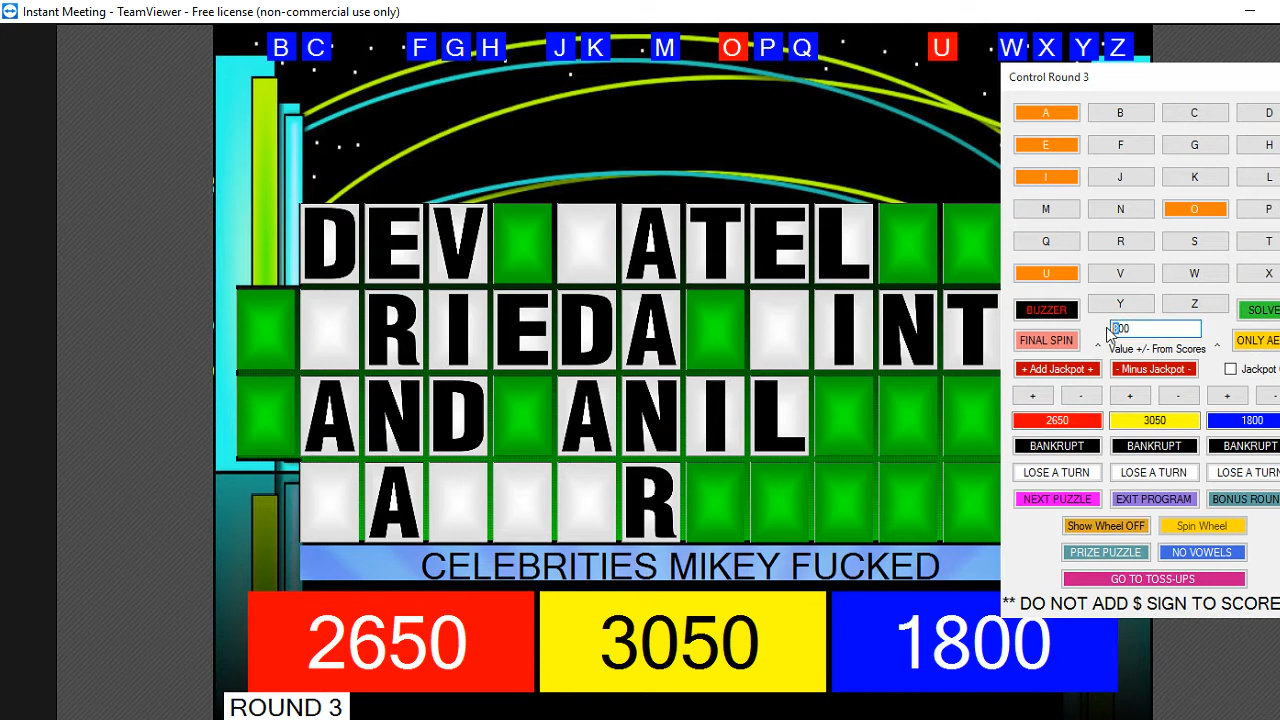 Instant Meeting - TeamViewer - Free license (non-commercial use only)
B C F G H J K M O P Q U W X Y Z
Control Round 3
A B C D
E F G H
I J K L
M N O P
Q R S T
U V W X
BUZZER Y Z SOLVE
800
FINAL SPIN ONLY AE
Value +/- From Scores
+ Add Jackpot + - Minus Jackpot - Jackpot
+ - + - + -
2650 3050 1800
BANKRUPT BANKRUPT BANKRUPT
LOSE A TURN LOSE A TURN LOSE A TURN
NEXT PUZZLE EXIT PROGRAM BONUS ROUN
Show Wheel OFF Spin Wheel
PRIZE PUZZLE NO VOWELS
GO TO TOSS-UPS
** DO NOT ADD $ SIGN TO SCORE
DEV ATEL
RIEDA INT
AND ANIL
A R
CELEBRITIES MIKEY FUCKED
2650 3050 1800
ROUND 3